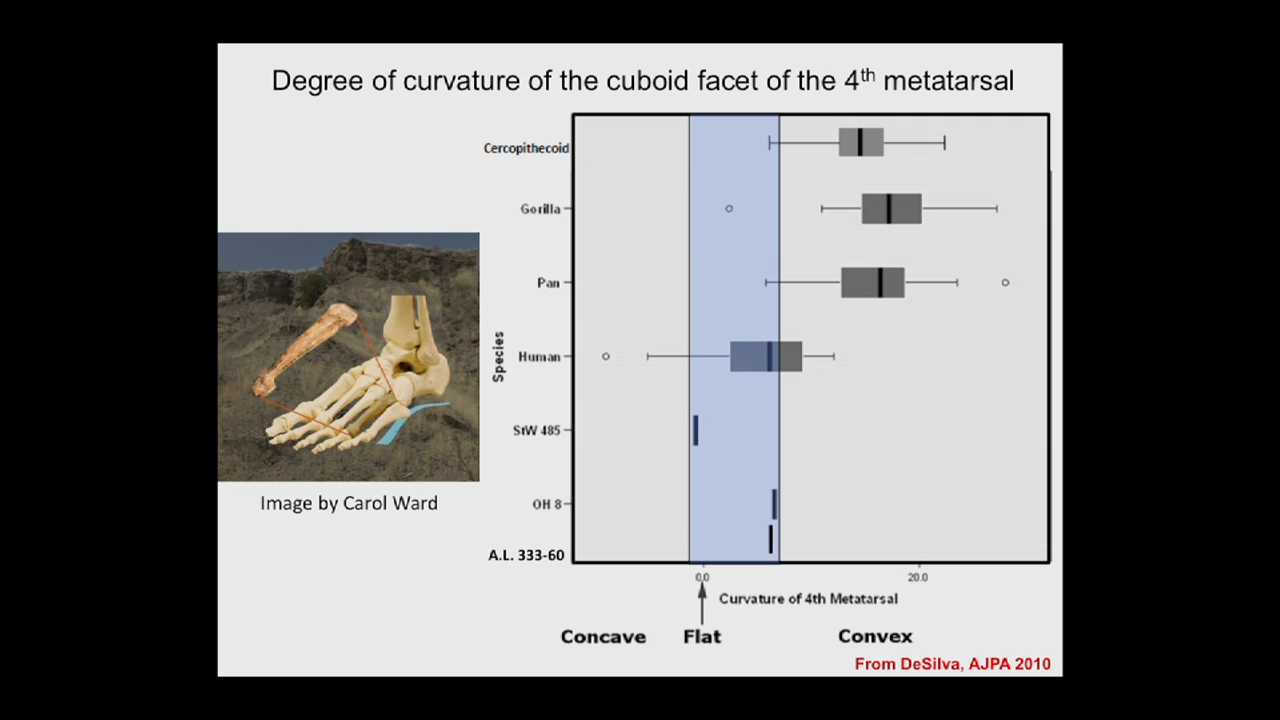 Degree of curvature of the cuboid facet of the 4th metatarsal
Cercopithecoid
Gorilla
Pan
Human
StW 485
OH 8
A.L. 333-60
Species
Image by Carol Ward
0.0
20.0
Curvature of 4th Metatarsal
Concave Flat Convex
From DeSilva, AJPA 2010